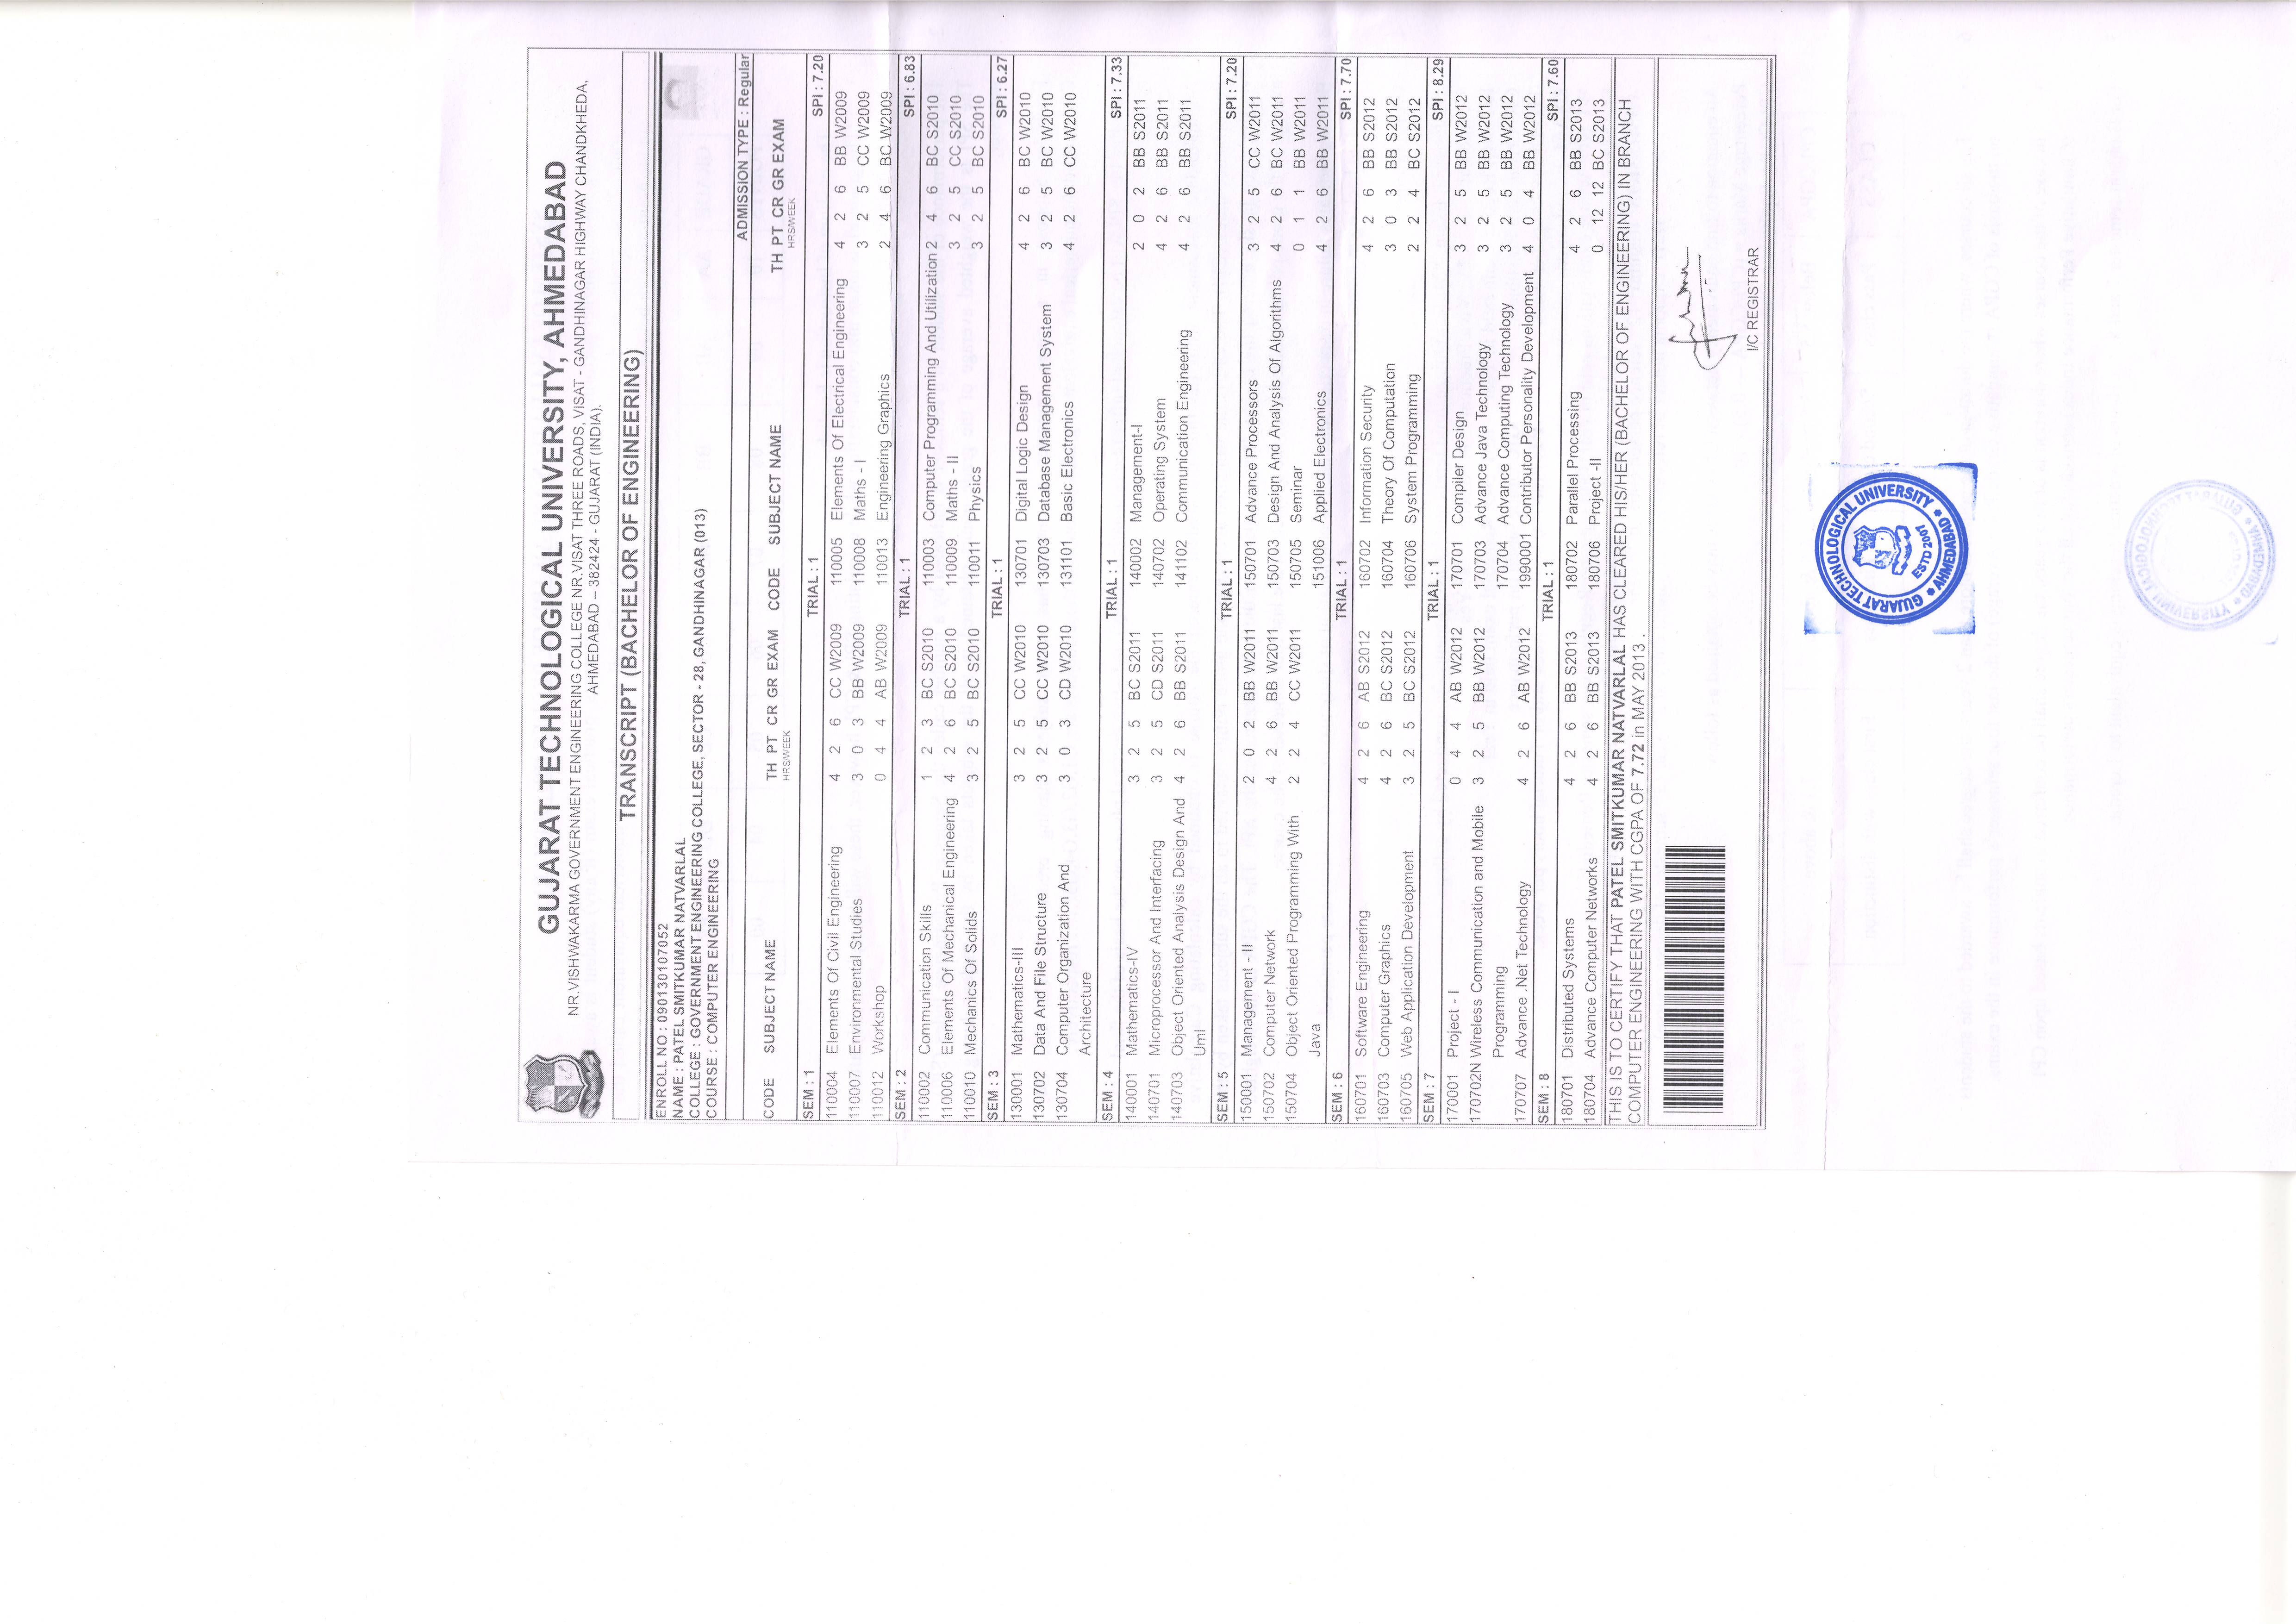 GUJARAT TECHNOLOGICAL UNIVERSITY, AHMEDABAD
NR.VISHWAKARMA GOVERNMENT ENGINEERING COLLEGE NR.VISAT THREE ROADS, VISAT - GANDHINAGAR HIGHWAY CHANDKHEDA,
AHMEDABAD – 382424 - GUJARAT (INDIA).
TRANSCRIPT (BACHELOR OF ENGINEERING)
ENROLL NO : 090130107052
NAME : PATEL SMITKUMAR NATVARLAL
COLLEGE : GOVERNMENT ENGINEERING COLLEGE, SECTOR - 28, GANDHINAGAR (013)
COURSE : COMPUTER ENGINEERING
ADMISSION TYPE : Regular
CODE SUBJECT NAME TH PT CR GR EXAM CODE SUBJECT NAME TH PT CR GR EXAM
HRS/WEEK HRS/WEEK
SEM : 1 TRIAL : 1 SPI : 7.20
110004 Elements Of Civil Engineering 4 2 6 CC W2009 110005 Elements Of Electrical Engineering 4 2 6 BB W2009
110007 Environmental Studies 3 0 3 BB W2009 110008 Maths - I 3 2 5 CC W2009
110012 Workshop 0 4 4 AB W2009 110013 Engineering Graphics 2 4 6 BC W2009
SEM : 2 TRIAL : 1 SPI : 6.83
110002 Communication Skills 1 2 3 BC S2010 110003 Computer Programming And Utilization 2 4 6 BC S2010
110006 Elements Of Mechanical Engineering 4 2 6 BC S2010 110009 Maths - II 3 2 5 CC S2010
110010 Mechanics Of Solids 3 2 5 BC S2010 110011 Physics 3 2 5 BC S2010
SEM : 3 TRIAL : 1 SPI : 6.27
130001 Mathematics-III 3 2 5 CC W2010 130701 Digital Logic Design 4 2 6 BC W2010
130702 Data And File Structure 3 2 5 CC W2010 130703 Database Management System 3 2 5 BC W2010
130704 Computer Organization And 3 0 3 CD W2010 131101 Basic Electronics 4 2 6 CC W2010
Architecture
SEM : 4 TRIAL : 1 SPI : 7.33
140001 Mathematics-IV 3 2 5 BC S2011 140002 Management-I 2 0 2 BB S2011
140701 Microprocessor And Interfacing 3 2 5 CD S2011 140702 Operating System 4 2 6 BB S2011
140703 Object Oriented Analysis Design And 4 2 6 BB S2011 141102 Communication Engineering 4 2 6 BB S2011
Uml
SEM : 5 TRIAL : 1 SPI : 7.20
150001 Management - II 2 0 2 BB W2011 150701 Advance Processors 3 2 5 CC W2011
150702 Computer Network 4 2 6 BB W2011 150703 Design And Analysis Of Algorithms 4 2 6 BC W2011
150704 Object Oriented Programming With 2 2 4 CC W2011 150705 Seminar 0 1 1 BB W2011
Java 151006 Applied Electronics 4 2 6 BB W2011
SEM : 6 TRIAL : 1 SPI : 7.70
160701 Software Engineering 4 2 6 AB S2012 160702 Information Security 4 2 6 BB S2012
160703 Computer Graphics 4 2 6 BC S2012 160704 Theory Of Computation 3 0 3 BB S2012
160705 Web Application Development 3 2 5 BC S2012 160706 System Programming 2 2 4 BC S2012
SEM : 7 TRIAL : 1 SPI : 8.29
170001 Project - I 0 4 4 AB W2012 170701 Compiler Design 3 2 5 BB W2012
170702N Wireless Communication and Mobile 3 2 5 BB W2012 170703 Advance Java Technology 3 2 5 BB W2012
Programming 170704 Advance Computing Technology 3 2 5 BB W2012
170707 Advance .Net Technology 4 2 6 AB W2012 1990001 Contributor Personality Development 4 0 4 BB W2012
SEM : 8 TRIAL : 1 SPI : 7.60
180701 Distributed Systems 4 2 6 BB S2013 180702 Parallel Processing 4 2 6 BB S2013
180704 Advance Computer Networks 4 2 6 BB S2013 180706 Project -II 0 12 12 BC S2013
THIS IS TO CERTIFY THAT PATEL SMITKUMAR NATVARLAL HAS CLEARED HIS/HER (BACHELOR OF ENGINEERING) IN BRANCH
COMPUTER ENGINEERING WITH CGPA OF 7.72 in MAY 2013 .
I/C REGISTRAR
GUJARAT TECHNOLOGICAL UNIVERSITY
ESTD 2007
AHMEDABAD